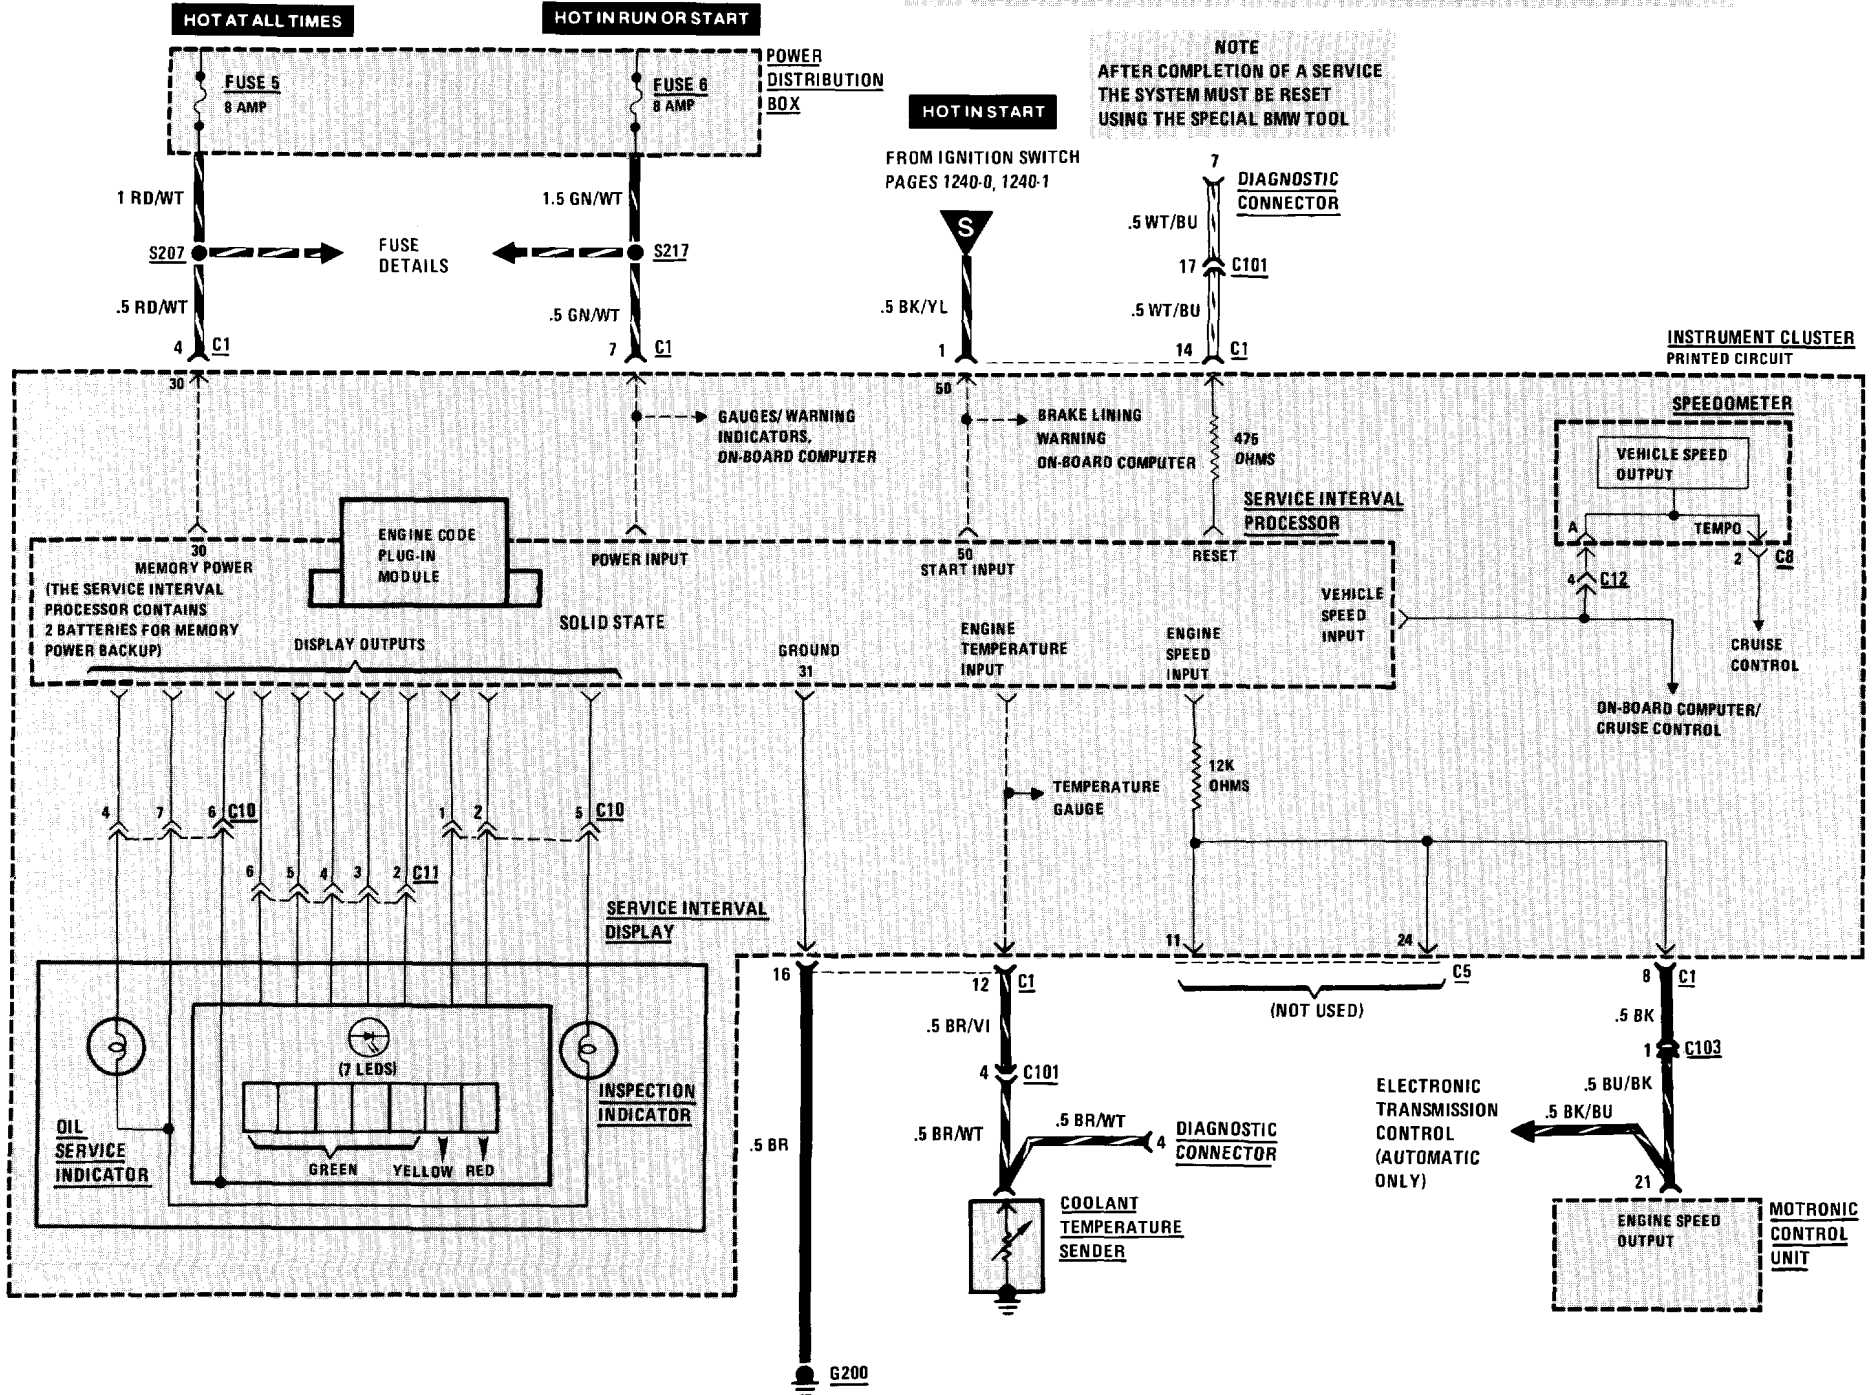 HOT AT ALL TIMES
HOT IN RUN OR START
POWER
DISTRIBUTION
BOX
FUSE 5
8 AMP
FUSE 6
8 AMP
HOT IN START
FROM IGNITION SWITCH
PAGES 1240-0, 1240-1
S
NOTE
AFTER COMPLETION OF A SERVICE
THE SYSTEM MUST BE RESET
USING THE SPECIAL BMW TOOL
7
DIAGNOSTIC
CONNECTOR
1 RD/WT
1.5 GN/WT
.5 WT/BU
S207
FUSE
DETAILS
S217
17
C101
.5 RD/WT
.5 GN/WT
.5 BK/YL
.5 WT/BU
4
C1
7
C1
1
14
C1
INSTRUMENT CLUSTER
PRINTED CIRCUIT
30
50
GAUGES/WARNING
INDICATORS,
ON-BOARD COMPUTER
BRAKE LINING
WARNING
ON-BOARD COMPUTER
475
OHMS
SPEEDOMETER
VEHICLE SPEED
OUTPUT
A
TEMPO
2
C8
4
C12
CRUISE
CONTROL
ON-BOARD COMPUTER/
CRUISE CONTROL
SERVICE INTERVAL
PROCESSOR
ENGINE CODE
PLUG-IN
MODULE
30
MEMORY POWER
(THE SERVICE INTERVAL
PROCESSOR CONTAINS
2 BATTERIES FOR MEMORY
POWER BACKUP)
POWER INPUT
50
START INPUT
RESET
VEHICLE
SPEED
INPUT
SOLID STATE
DISPLAY OUTPUTS
GROUND
31
ENGINE
TEMPERATURE
INPUT
ENGINE
SPEED
INPUT
12K
OHMS
TEMPERATURE
GAUGE
4
7
6
C10
1
2
5
C10
6
5
4
3
2
C11
SERVICE INTERVAL
DISPLAY
(7 LEDS)
GREEN
YELLOW
RED
OIL
SERVICE
INDICATOR
INSPECTION
INDICATOR
11
24
16
12
C1
C5
(NOT USED)
8
C1
.5 BR/VI
.5 BK
4
C101
1
C103
.5 BR/WT
.5 BR/WT
4
DIAGNOSTIC
CONNECTOR
.5 BU/BK
.5 BK/BU
ELECTRONIC
TRANSMISSION
CONTROL
(AUTOMATIC
ONLY)
.5 BR
COOLANT
TEMPERATURE
SENDER
21
ENGINE SPEED
OUTPUT
MOTRONIC
CONTROL
UNIT
G200